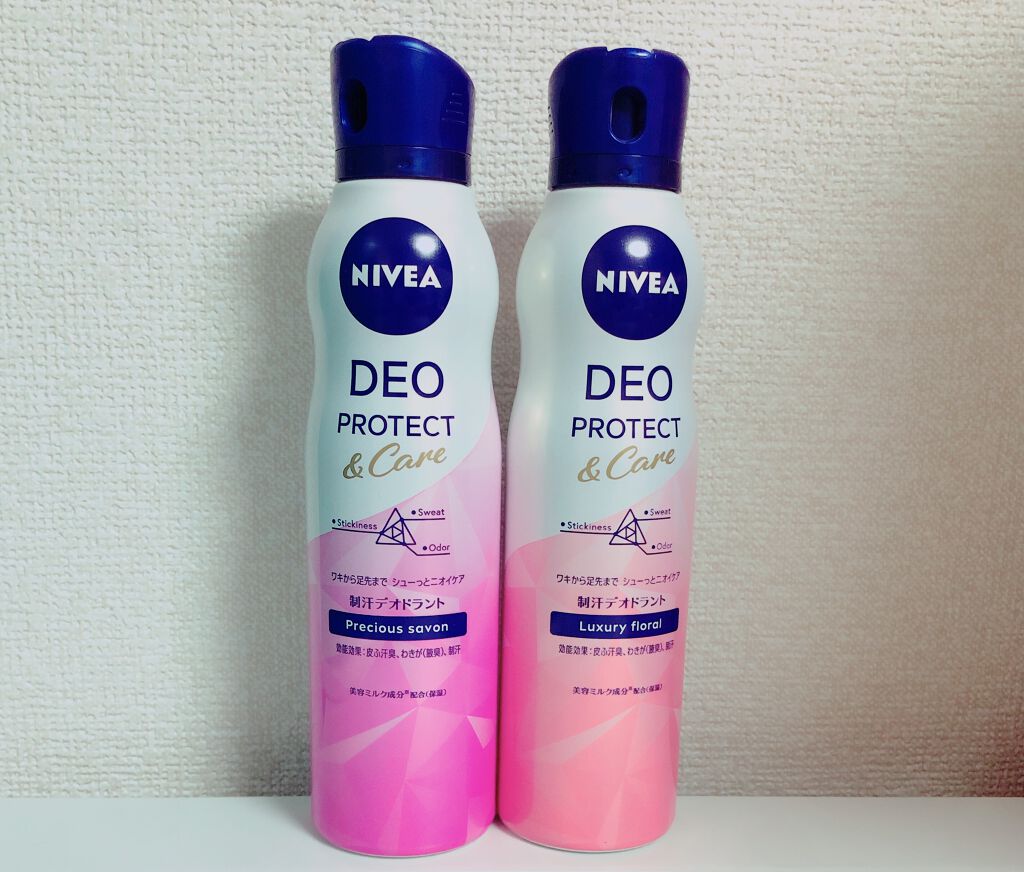 NIVEA
DEO
PROTECT
& Care
Stickiness
Sweat
Odor
ワキから足先まで シューっとニオイケア
制汗デオドラント
Precious savon
効能効果:皮ふ汗臭、わきが(腋臭)、制汗
美容ミルク成分※配合(保湿)
NIVEA
DEO
PROTECT
& Care
Stickiness
Sweat
Odor
ワキから足先まで シューっとニオイケア
制汗デオドラント
Luxury floral
効能効果:皮ふ汗臭、わきが(腋臭)、制汗
美容ミルク成分※配合(保湿)